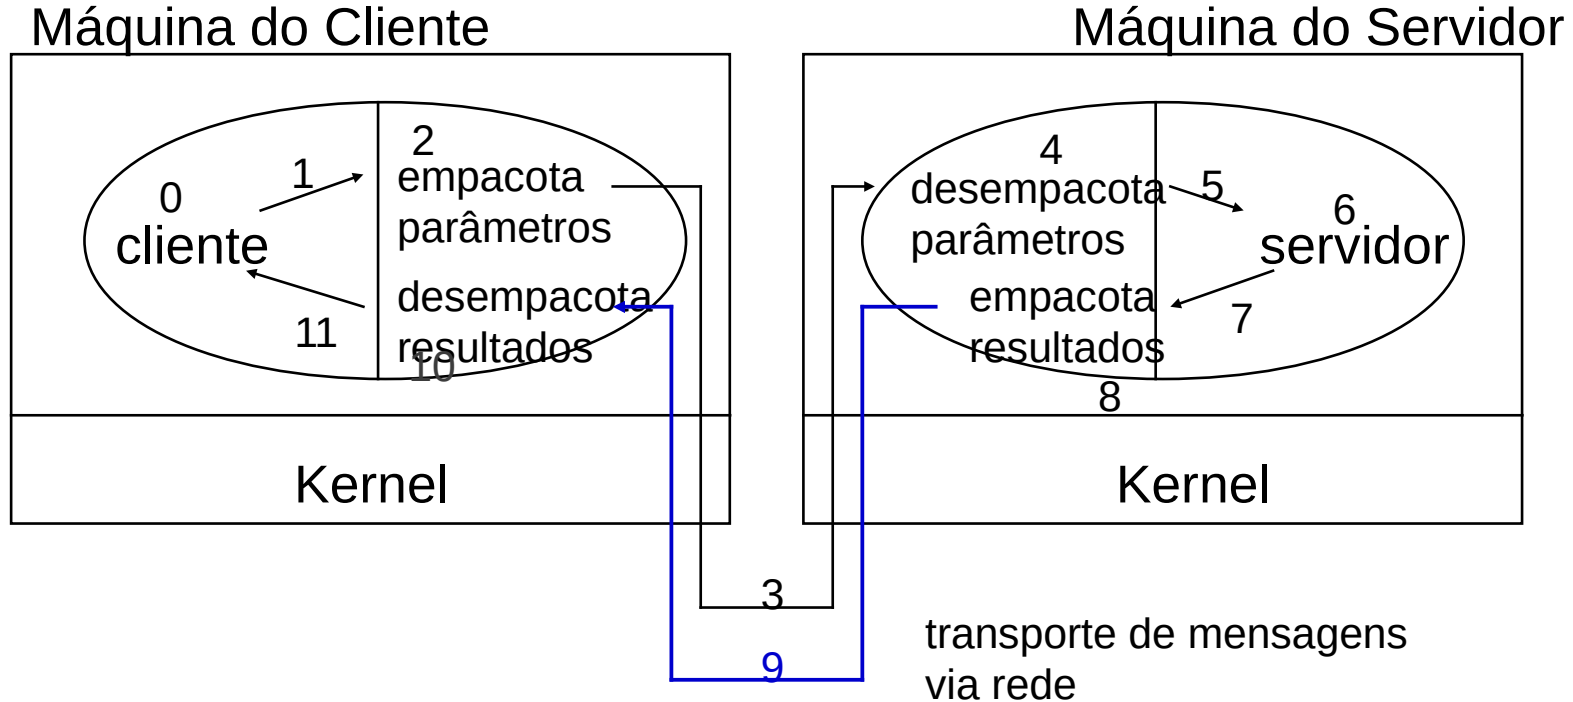 Máquina do Cliente
Máquina do Servidor
0
cliente
1
11
2
empacota
parâmetros
desempacota
resultados
10
Kernel
4
desempacota
parâmetros
empacota
resultados
8
5
6
servidor
7
Kernel
3
9
transporte de mensagens
via rede